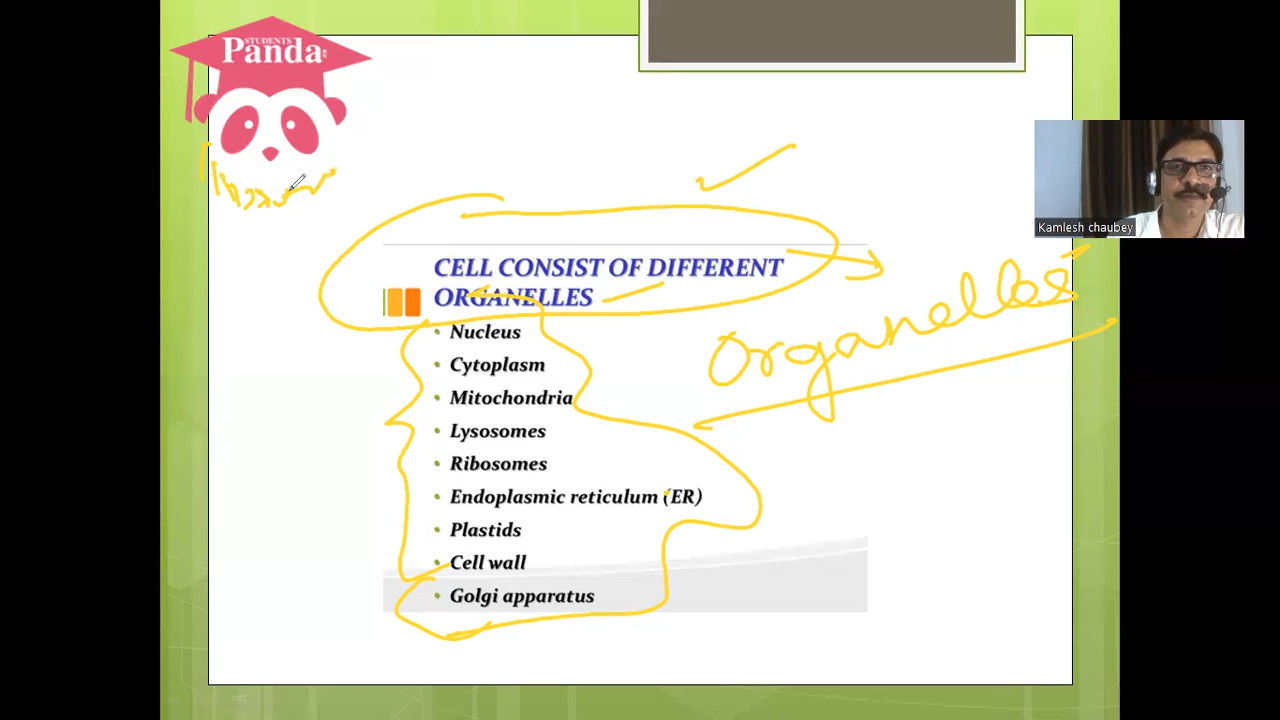 STUDENTS
Panda
CELL CONSIST OF DIFFERENT
ORGANELLES
Nucleus
Cytoplasm
Mitochondria
Lysosomes
Ribosomes
Endoplasmic reticulum (ER)
Plastids
Cell wall
Golgi apparatus
Organelles
Kamlesh chaubey